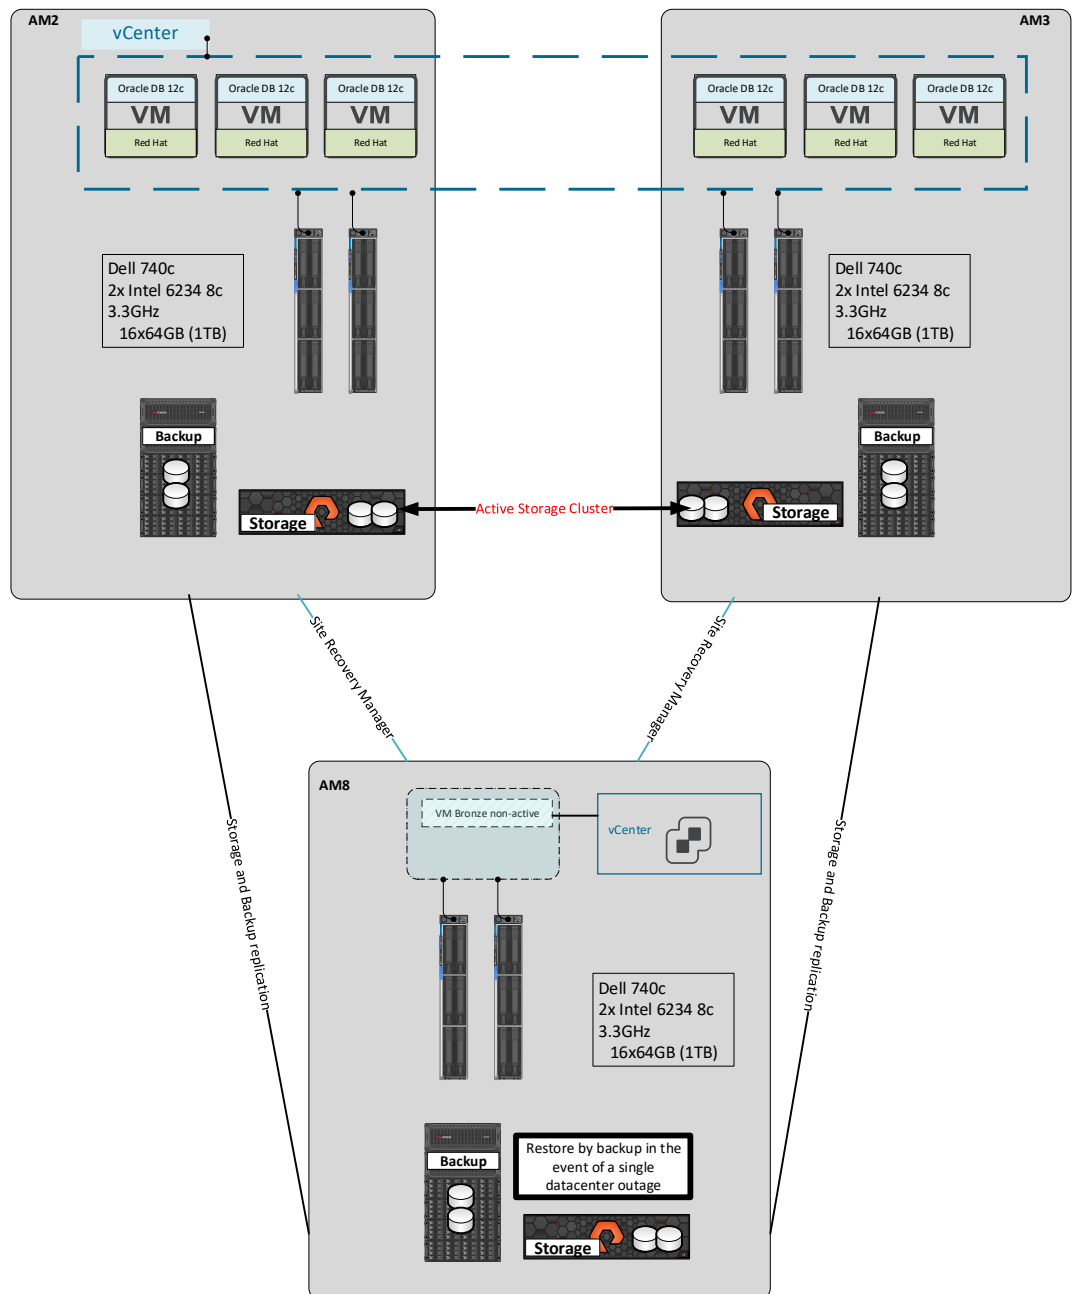 AM2
vCenter
Oracle DB 12c
VM
Red Hat
Oracle DB 12c
VM
Red Hat
Oracle DB 12c
VM
Red Hat
Dell 740c
2x Intel 6234 8c
3.3GHz
16x64GB (1TB)
Backup
Storage
Active Storage Cluster
AM3
Oracle DB 12c
VM
Red Hat
Oracle DB 12c
VM
Red Hat
Oracle DB 12c
VM
Red Hat
Dell 740c
2x Intel 6234 8c
3.3GHz
16x64GB (1TB)
Backup
Storage
Site Recovery Manager
Site Recovery Manager
Storage and Backup replication
Storage and Backup replication
AM8
VM Bronze non-active
vCenter
Dell 740c
2x Intel 6234 8c
3.3GHz
16x64GB (1TB)
Backup
Restore by backup in the
event of a single
datacenter outage
Storage